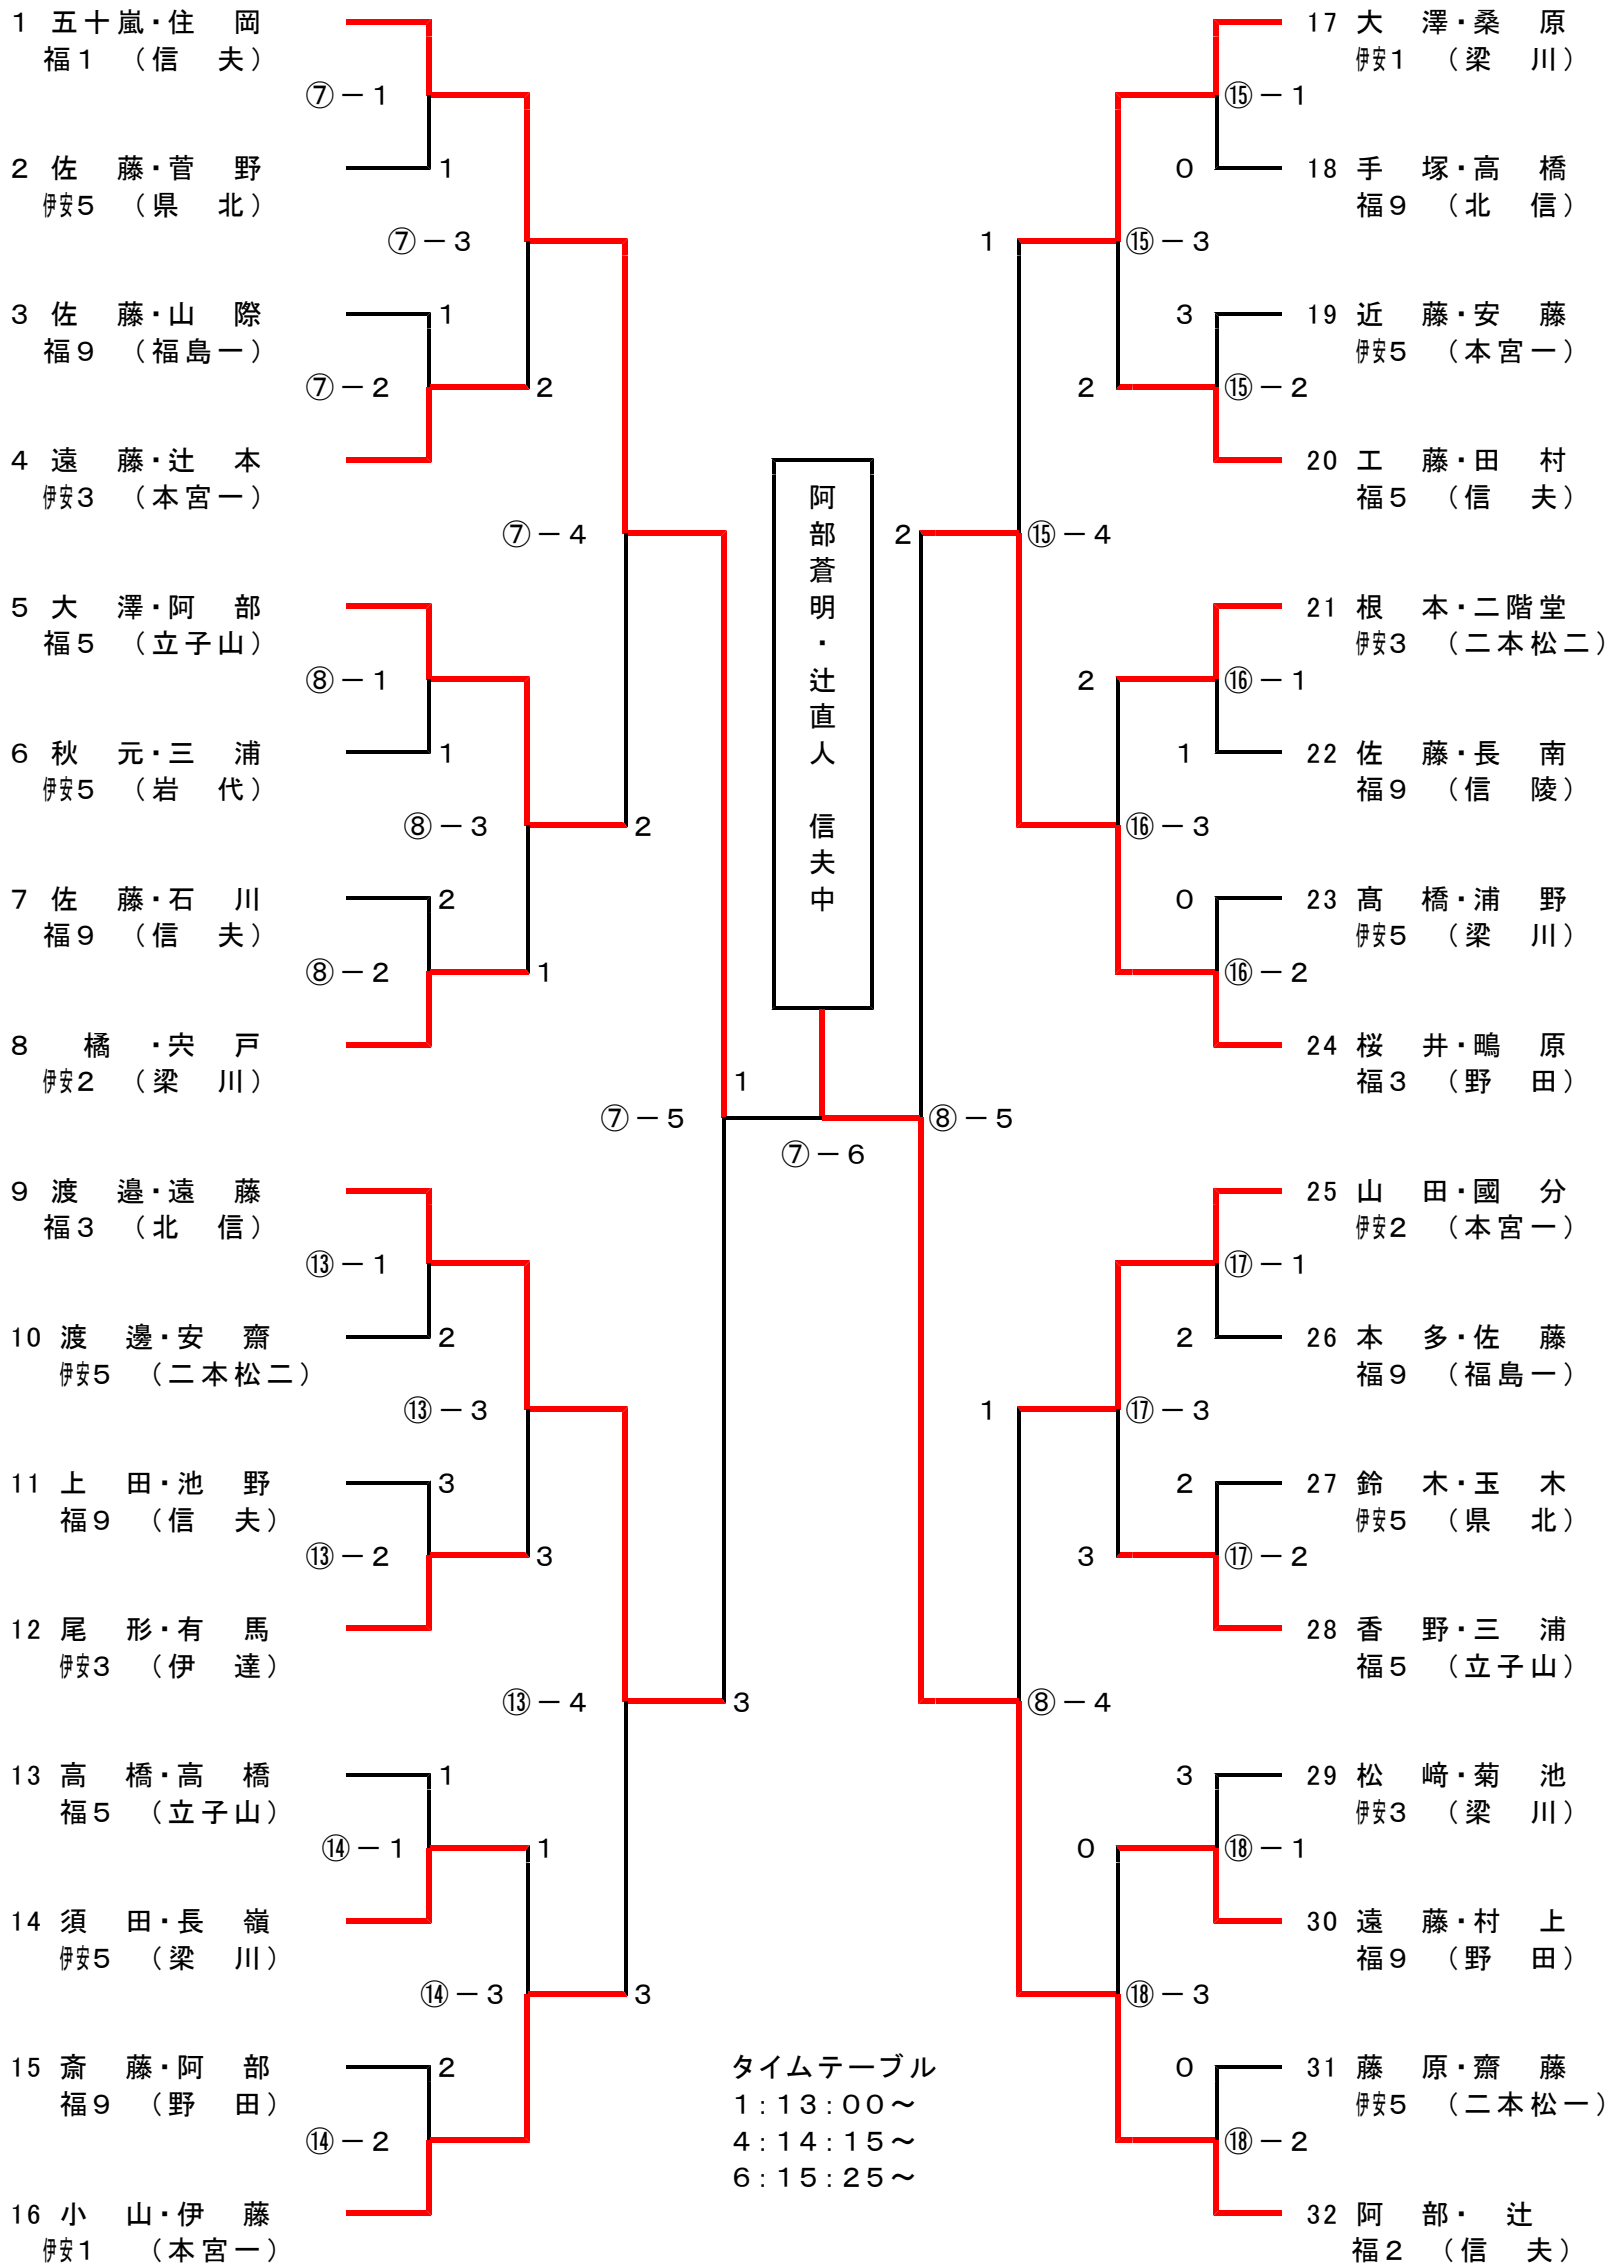 1 五十嵐・住 岡
福1 （信 夫）
⑦－1
2 佐 藤・菅 野
1
伊安5 （県 北）
⑦－3
3 佐 藤・山 際
1
福9 （福島一）
⑦－2
2
4 遠 藤・辻 本
伊安3 （本宮一）
⑦－4
5 大 澤・阿 部
福5 （立子山）
⑧－1
6 秋 元・三 浦
1
伊安5 （岩 代）
⑧－3
2
7 佐 藤・石 川
2
福9 （信 夫）
⑧－2
1
8 橘 ・宍 戸
伊安2 （梁 川）
1
⑦－5
9 渡 邉・遠 藤
福3 （北 信）
⑬－1
10 渡 邊・安 齋
2
伊安5 （二本松二）
⑬－3
11 上 田・池 野
3
福9 （信 夫）
⑬－2
3
12 尾 形・有 馬
伊安3 （伊 達）
⑬－4
3
13 高 橋・高 橋
1
福5 （立子山）
⑭－1
1
14 須 田・長 嶺
伊安5 （梁 川）
⑭－3
3
15 斎 藤・阿 部
2
福9 （野 田）
⑭－2
16 小 山・伊 藤
伊安1 （本宮一）
阿部蒼明・辻直人 信夫中
⑦－6
タイムテーブル
1：13：00～
4：14：15～
6：15：25～
17 大 澤・桑 原
伊安1 （梁 川）
⑮－1
0
18 手 塚・高 橋
福9 （北 信）
1
⑮－3
3
19 近 藤・安 藤
伊安5 （本宮一）
2
⑮－2
20 工 藤・田 村
福5 （信 夫）
2
⑮－4
21 根 本・二階堂
伊安3 （二本松二）
2
⑯－1
1
22 佐 藤・長 南
福9 （信 陵）
⑯－3
0
23 髙 橋・浦 野
伊安5 （梁 川）
⑯－2
24 桜 井・鴫 原
福3 （野 田）
⑧－5
25 山 田・國 分
伊安2 （本宮一）
⑰－1
2
26 本 多・佐 藤
福9 （福島一）
1
⑰－3
2
27 鈴 木・玉 木
伊安5 （県 北）
3
⑰－2
28 香 野・三 浦
福5 （立子山）
⑧－4
3
29 松 﨑・菊 池
伊安3 （梁 川）
0
⑱－1
30 遠 藤・村 上
福9 （野 田）
⑱－3
0
31 藤 原・齋 藤
伊安5 （二本松一）
⑱－2
32 阿 部・ 辻
福2 （信 夫）